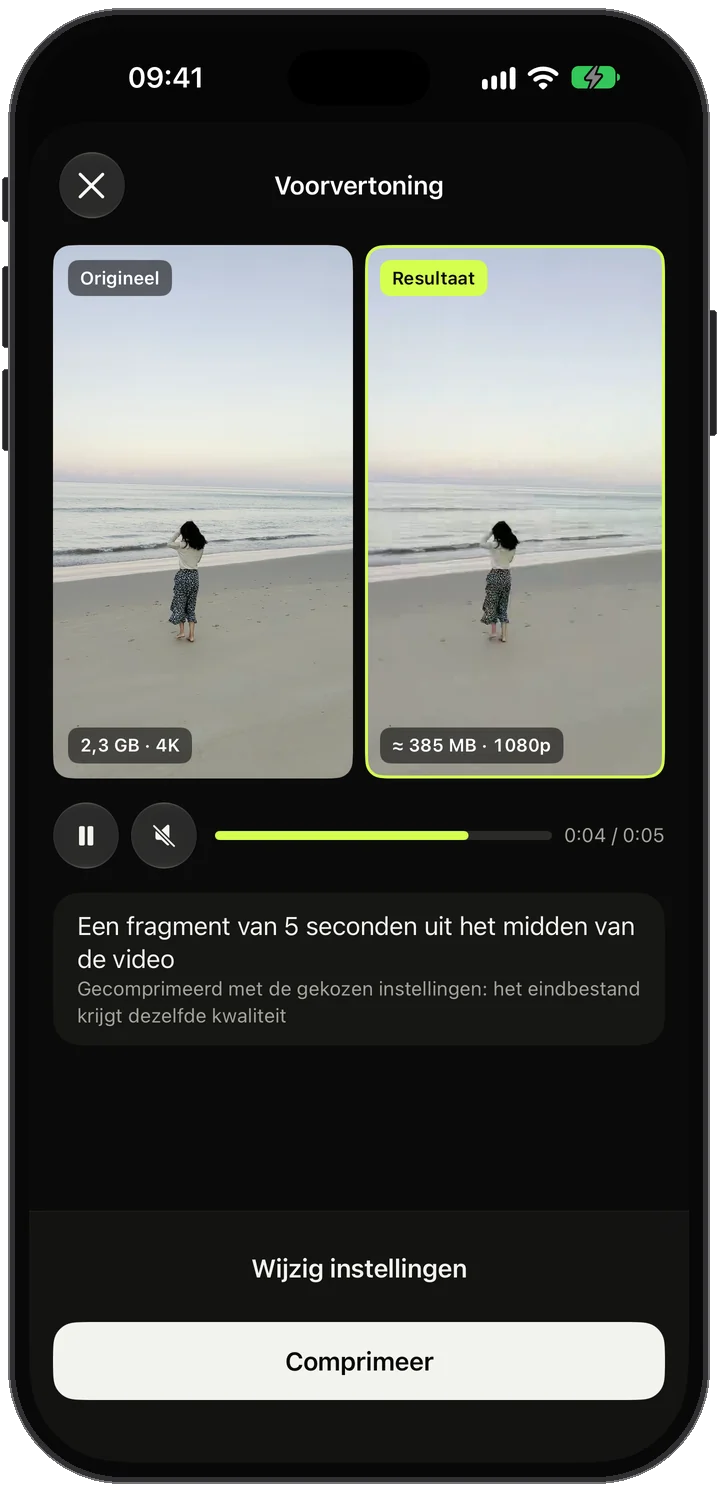 09:41
Voorvertoning
Origineel
Resultaat
2,3 GB · 4K
≈ 385 MB · 1080p
0:04 / 0:05
Een fragment van 5 seconden uit het midden van
de video
Gecomprimeerd met de gekozen instellingen: het eindbestand
krijgt dezelfde kwaliteit
Wijzig instellingen
Comprimeer